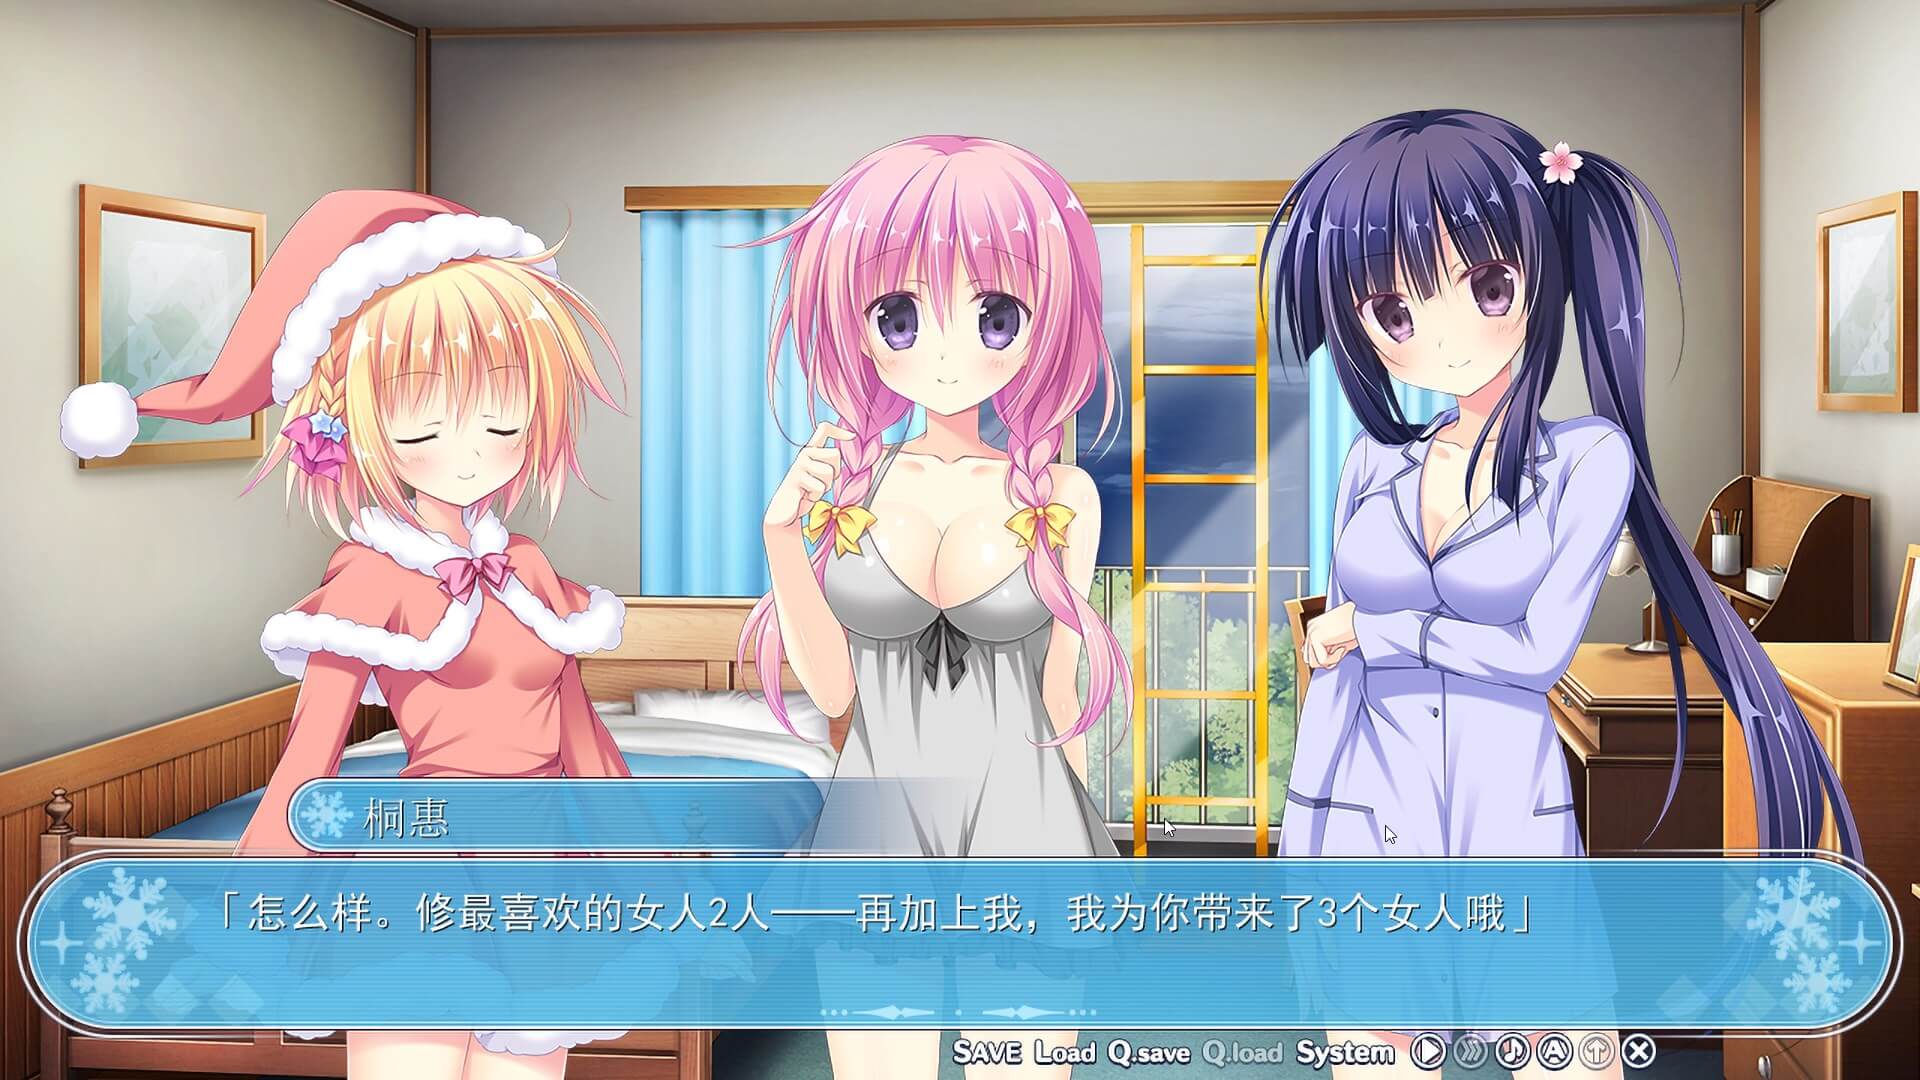 桐惠
「怎么样。修最喜欢的女人2人——再加上我，我为你带来了3个女人哦」
SAVE Load Q.save Q.load System